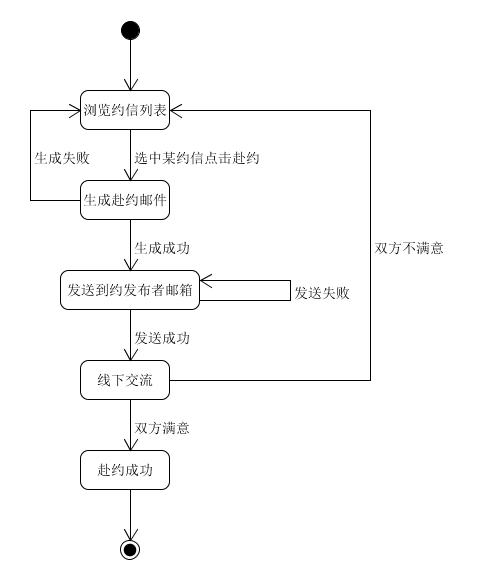 浏览约信列表
生成失败
选中某约信点击赴约
生成赴约邮件
生成成功
双方不满意
发送到约发布者邮箱
发送失败
发送成功
线下交流
双方满意
赴约成功